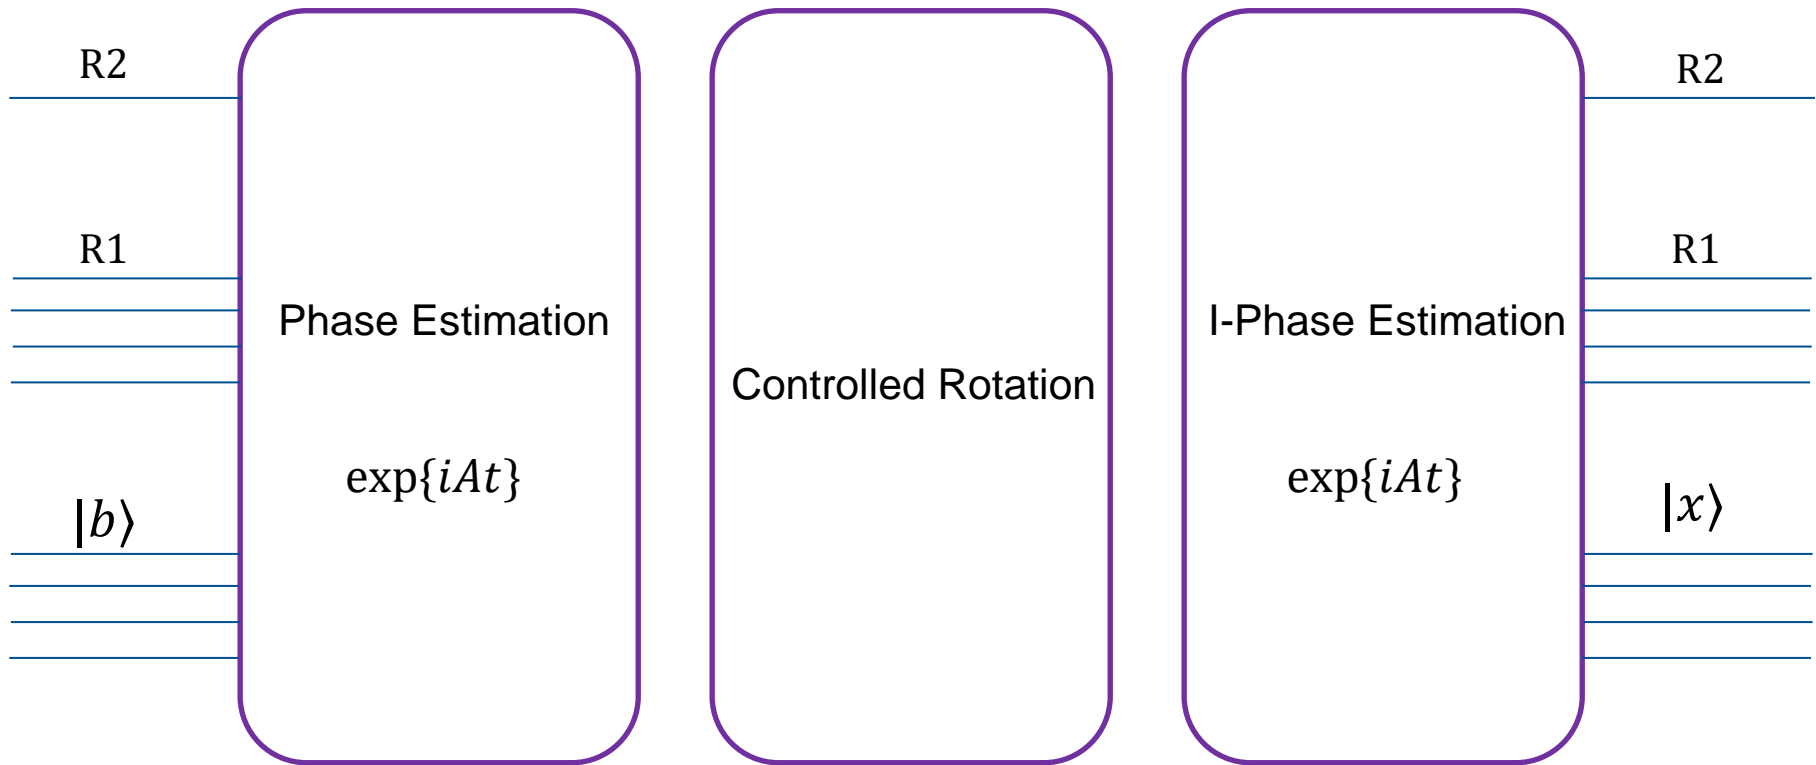 R2
R1
|b⟩
Phase Estimation
exp{iAt}
Controlled Rotation
I-Phase Estimation
exp{iAt}
R2
R1
|x⟩